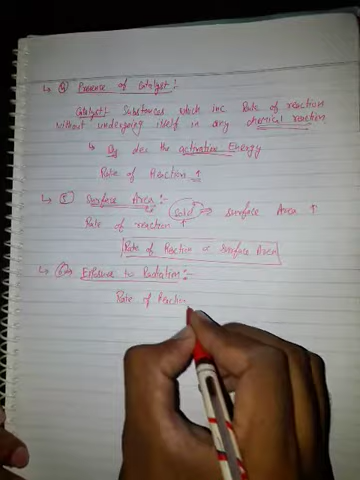 ↳ (4) Presence of Catalyst :-
Catalyst :- Substances which inc Rate of reaction
without undergoing itself in any chemical reaction
↳ By dec the activation Energy
Rate of Reaction ↑
↳ (5) Surface Area :-
Solid ⇒ Surface Area ↑
Rate of reaction ↑
Rate of Reaction ∝ Surface Area
↳ (6) Exposure to Radiation :-
Rate of Reactio